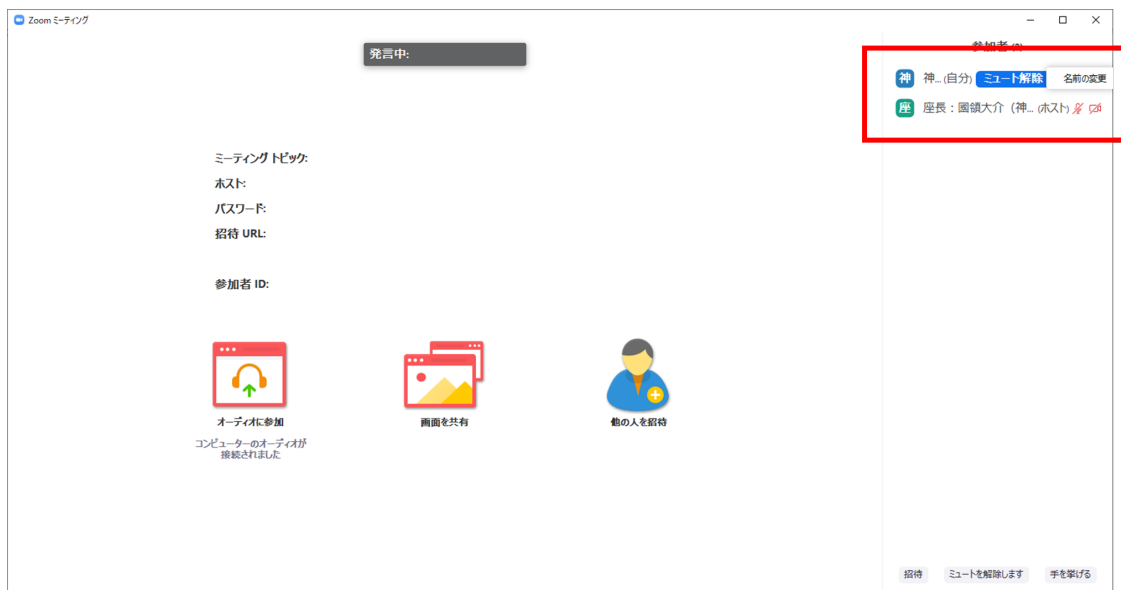 Zoom ミーティング
発言中:
参加者 (2)
神 神... (自分) ミュート解除 名前の変更
座 座長：園領大介（神... (ホスト)
ミーティング トピック:
ホスト:
パスワード:
招待 URL:
参加者 ID:
オーディオに参加
コンピューターのオーディオが
接続されました
画面を共有
他の人を招待
招待 ミュートを解除します 手を挙げる